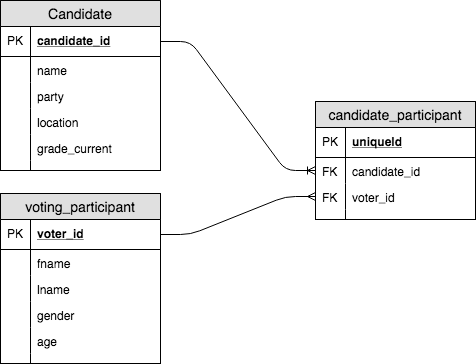 Candidate
PK candidate_id
name
party
location
grade_current
candidate_participant
PK uniqueId
FK candidate_id
FK voter_id
voting_participant
PK voter_id
fname
lname
gender
age